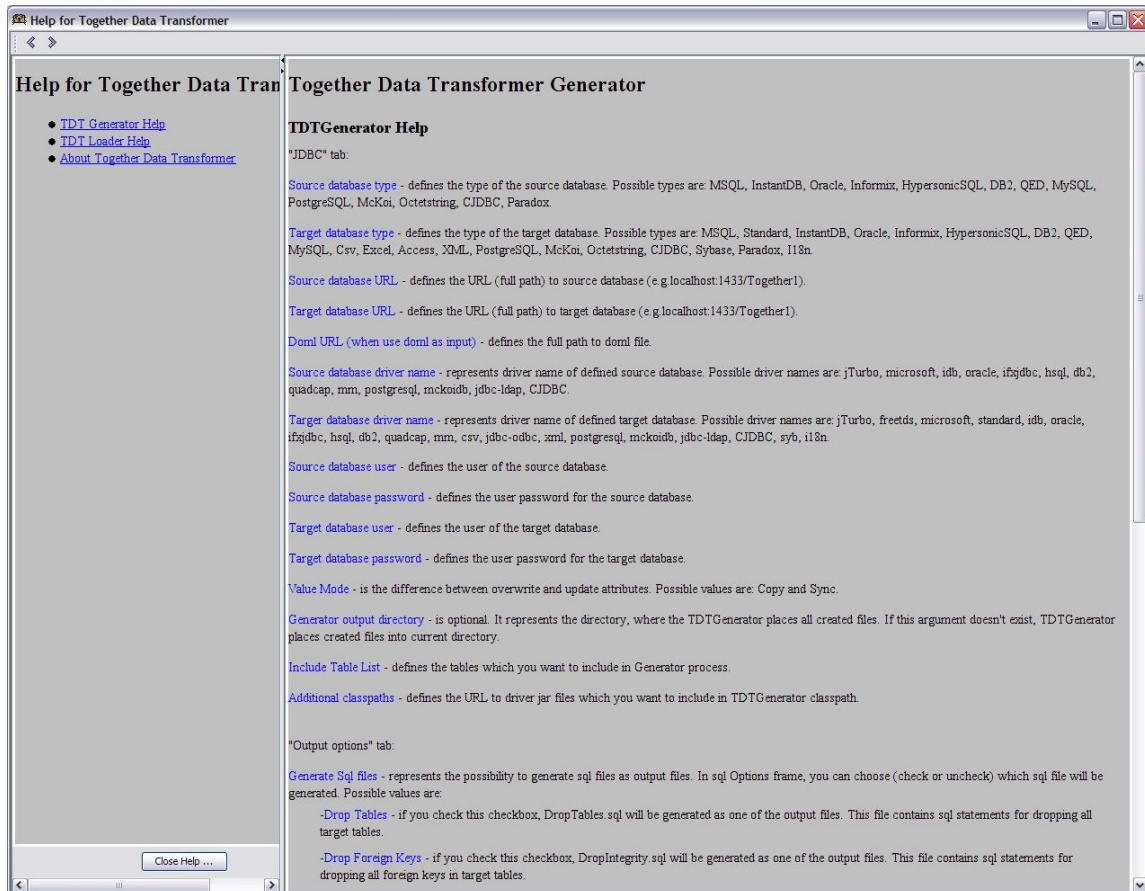 Help for Together Data Transformer
Help for Together Data Tran
TDT Generator Help
TDT Loader Help
About Together Data Transformer
Close Help ...
Together Data Transformer Generator
TDTGenerator Help
"JDBC" tab:
Source database type - defines the type of the source database. Possible types are: MSQL, InstantDB, Oracle, Informix, HypersonicSQL, DB2, QED, MySQL,
PostgreSQL, McKoi, Octetstring, CJDBC, Paradox.
Target database type - defines the type of the target database. Possible types are: MSQL, Standard, InstantDB, Oracle, Informix, HypersonicSQL, DB2, QED,
MySQL, Csv, Excel, Access, XML, PostgreSQL, McKoi, Octetstring, CJDBC, Sybase, Paradox, I18n.
Source database URL - defines the URL (full path) to source database (e.g.localhost:1433/Together1).
Target database URL - defines the URL (full path) to target database (e.g.localhost:1433/Together1).
Doml URL (when use doml as input) - defines the full path to doml file.
Source database driver name - represents driver name of defined source database. Possible driver names are: jTurbo, microsoft, idb, oracle, ifxjdbc, hsql, db2,
quadcap, mm, postgresql, mckoidb, jdbc-ldap, CJDBC.
Targer database driver name - represents driver name of defined target database. Possible driver names are: jTurbo, freetds, microsoft, standard, idb, oracle,
ifxjdbc, hsql, db2, quadcap, mm, csv, jdbc-odbc, xml, postgresql, mckoidb, jdbc-ldap, CJDBC, syb, i18n.
Source database user - defines the user of the source database.
Source database password - defines the user password for the source database.
Target database user - defines the user of the target database.
Target database password - defines the user password for the target database.
Value Mode - is the difference between overwrite and update attributes. Possible values are: Copy and Sync.
Generator output directory - is optional. It represents the directory, where the TDTGenerator places all created files. If this argument doesn't exist, TDTGenerator
places created files into current directory.
Include Table List - defines the tables which you want to include in Generator process.
Additional classpaths - defines the URL to driver jar files which you want to include in TDTGenerator classpath.
"Output options" tab:
Generate Sql files - represents the possibility to generate sql files as output files. In sql Options frame, you can choose (check or uncheck) which sql file will be
generated. Possible values are:
-Drop Tables - if you check this checkbox, DropTables.sql will be generated as one of the output files. This file contains sql statements for dropping all
target tables.
-Drop Foreign Keys - if you check this checkbox, DropIntegrity.sql will be generated as one of the output files. This file contains sql statements for
dropping all foreign keys in target tables.